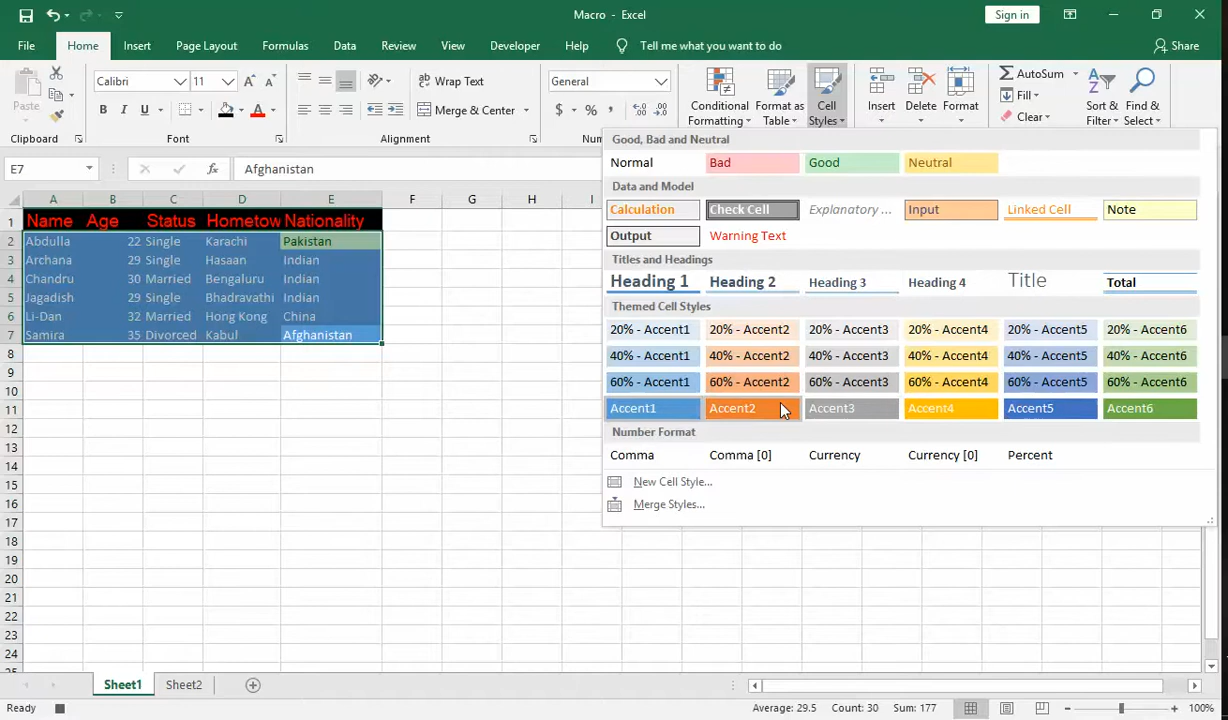 Macro - Excel
Sign in
File Home Insert Page Layout Formulas Data Review View Developer Help Tell me what you want to do Share
Paste
Calibri 11 A A
B I U A
Wrap Text
Merge & Center
General
$ % ,
Conditional Formatting
Format as Table
Cell Styles
Insert
Delete
Format
AutoSum
Fill
Clear
Sort & Filter
Find & Select
Clipboard Font Alignment
E7 fx Afghanistan
A B C D E F G H I
1 Name Age Status Hometow Nationality
2 Abdulla 22 Single Karachi Pakistan
3 Archana 29 Single Hasaan Indian
4 Chandru 30 Married Bengaluru Indian
5 Jagadish 29 Single Bhadravathi Indian
6 Li-Dan 32 Married Hong Kong China
7 Samira 35 Divorced Kabul Afghanistan
8
9
10
11
12
13
14
15
16
17
18
19
20
21
22
23
24
25
Good, Bad and Neutral
Normal Bad Good Neutral
Data and Model
Calculation Check Cell Explanatory ... Input Linked Cell Note
Output Warning Text
Titles and Headings
Heading 1 Heading 2 Heading 3 Heading 4 Title Total
Themed Cell Styles
20% - Accent1 20% - Accent2 20% - Accent3 20% - Accent4 20% - Accent5 20% - Accent6
40% - Accent1 40% - Accent2 40% - Accent3 40% - Accent4 40% - Accent5 40% - Accent6
60% - Accent1 60% - Accent2 60% - Accent3 60% - Accent4 60% - Accent5 60% - Accent6
Accent1 Accent2 Accent3 Accent4 Accent5 Accent6
Number Format
Comma Comma [0] Currency Currency [0] Percent
New Cell Style...
Merge Styles...
Sheet1 Sheet2
Ready Average: 29.5 Count: 30 Sum: 177 100%